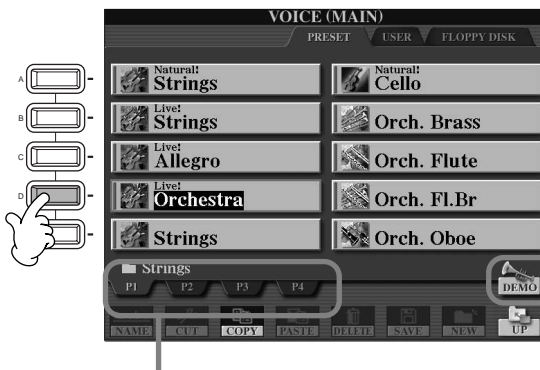 VOICE (MAIN)
PRESET USER FLOPPY DISK
A
Natural!
Strings
Natural!
Cello
B
Live!
Strings
Orch. Brass
C
Live!
Allegro
Orch. Flute
D
Live!
Orchestra
Orch. Fl.Br
Strings
Orch. Oboe
Strings
P1 P2 P3 P4
DEMO
NAME CUT COPY PASTE DELETE SAVE NEW UP